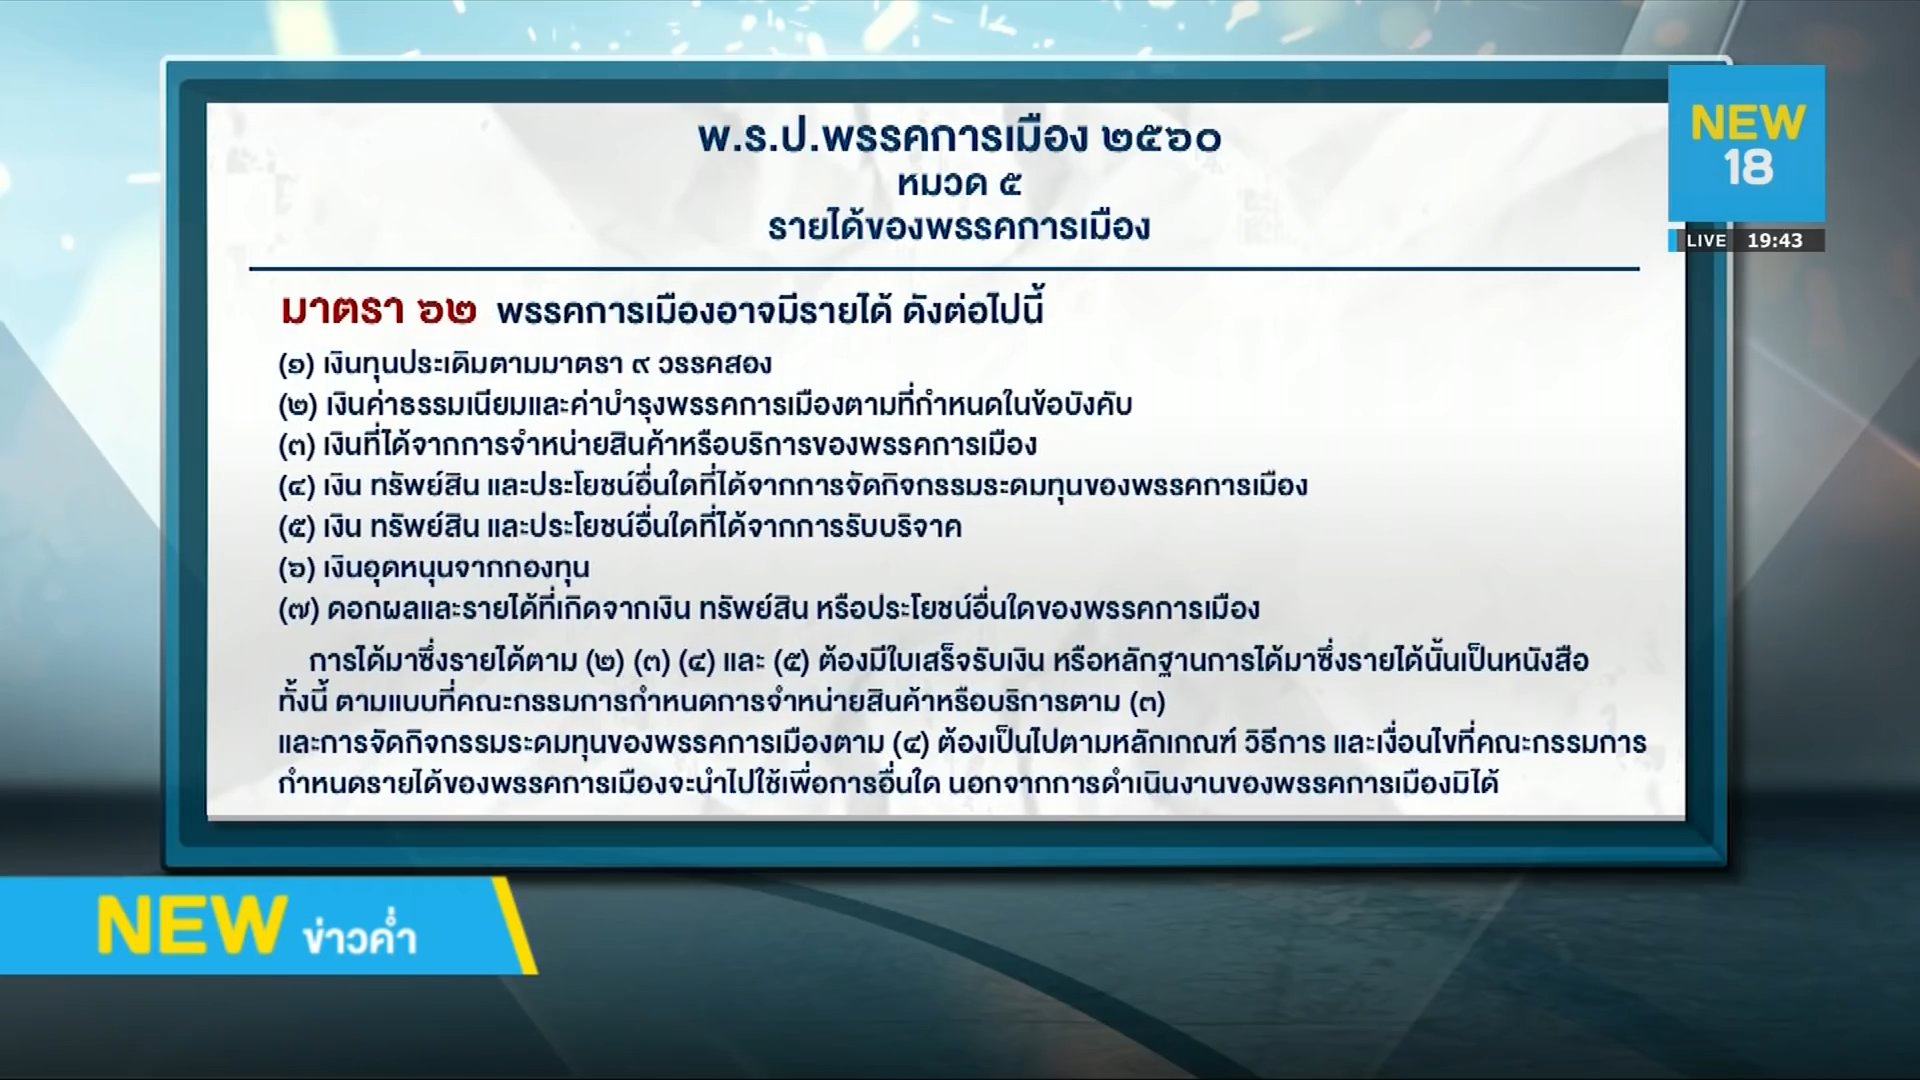 พ.ร.ป.พรรคการเมือง ๒๕๖๐
หมวด ๕
รายได้ของพรรคการเมือง
NEW
18
LIVE 19:43
มาตรา ๖๒ พรรคการเมืองอาจมีรายได้ ดังต่อไปนี้
(๑) เงินทุนประเดิมตามมาตรา ๙ วรรคสอง
(๒) เงินค่าธรรมเนียมและค่าบำรุงพรรคการเมืองตามที่กำหนดในข้อบังคับ
(๓) เงินที่ได้จากการจำหน่ายสินค้าหรือบริการของพรรคการเมือง
(๔) เงิน ทรัพย์สิน และประโยชน์อื่นใดที่ได้จากการจัดกิจกรรมระดมทุนของพรรคการเมือง
(๕) เงิน ทรัพย์สิน และประโยชน์อื่นใดที่ได้จากการรับบริจาค
(๖) เงินอุดหนุนจากกองทุน
(๗) ดอกผลและรายได้ที่เกิดจากเงิน ทรัพย์สิน หรือประโยชน์อื่นใดของพรรคการเมือง
การได้มาซึ่งรายได้ตาม (๒) (๓) (๔) และ (๕) ต้องมีใบเสร็จรับเงิน หรือหลักฐานการได้มาซึ่งรายได้นั้นเป็นหนังสือ
ทั้งนี้ ตามแบบที่คณะกรรมการกำหนดการจำหน่ายสินค้าหรือบริการตาม (๓)
และการจัดกิจกรรมระดมทุนของพรรคการเมืองตาม (๔) ต้องเป็นไปตามหลักเกณฑ์ วิธีการ และเงื่อนไขที่คณะกรรมการ
กำหนดรายได้ของพรรคการเมืองจะนำไปใช้เพื่อการอื่นใด นอกจากการดำเนินงานของพรรคการเมืองมิได้
NEW ข่าวค่ำ